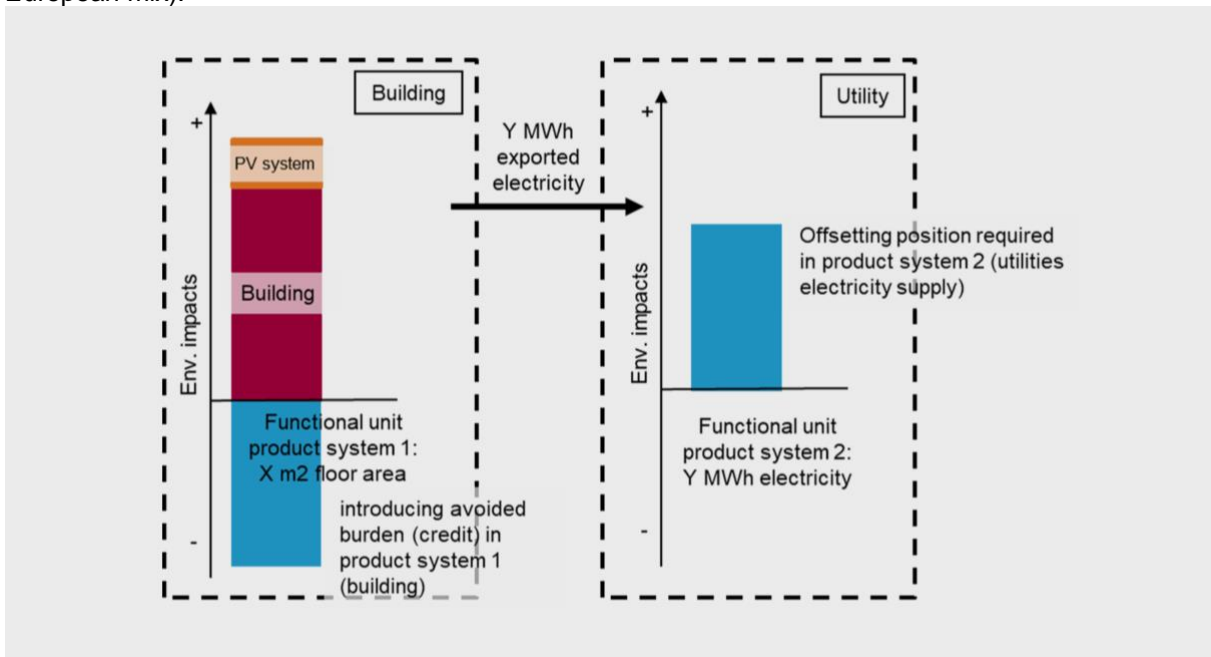 European mix).
Building
+
PV system
Building
Env. impacts
Functional unit
product system 1:
X m2 floor area
introducing avoided
burden (credit) in
product system 1
(building)
-
Y MWh
exported
electricity
Utility
+
Env. impacts
Offsetting position required
in product system 2 (utilities
electricity supply)
Functional unit
product system 2:
Y MWh electricity
-